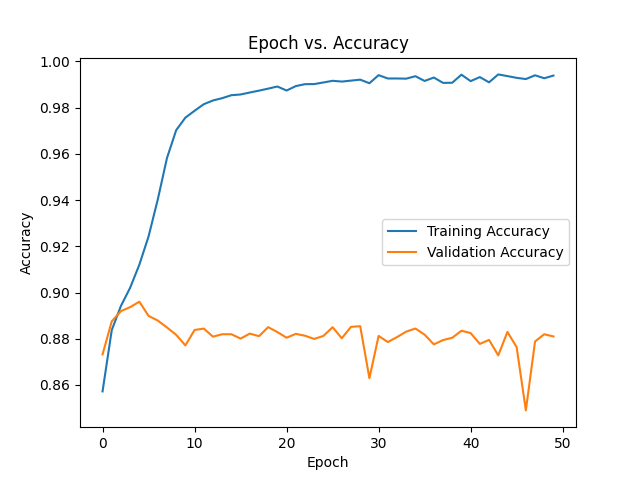 Epoch vs. Accuracy
1.00
0.98
0.96
0.94
0.92
0.90
0.88
0.86
Accuracy
Training Accuracy
Validation Accuracy
0 10 20 30 40 50
Epoch